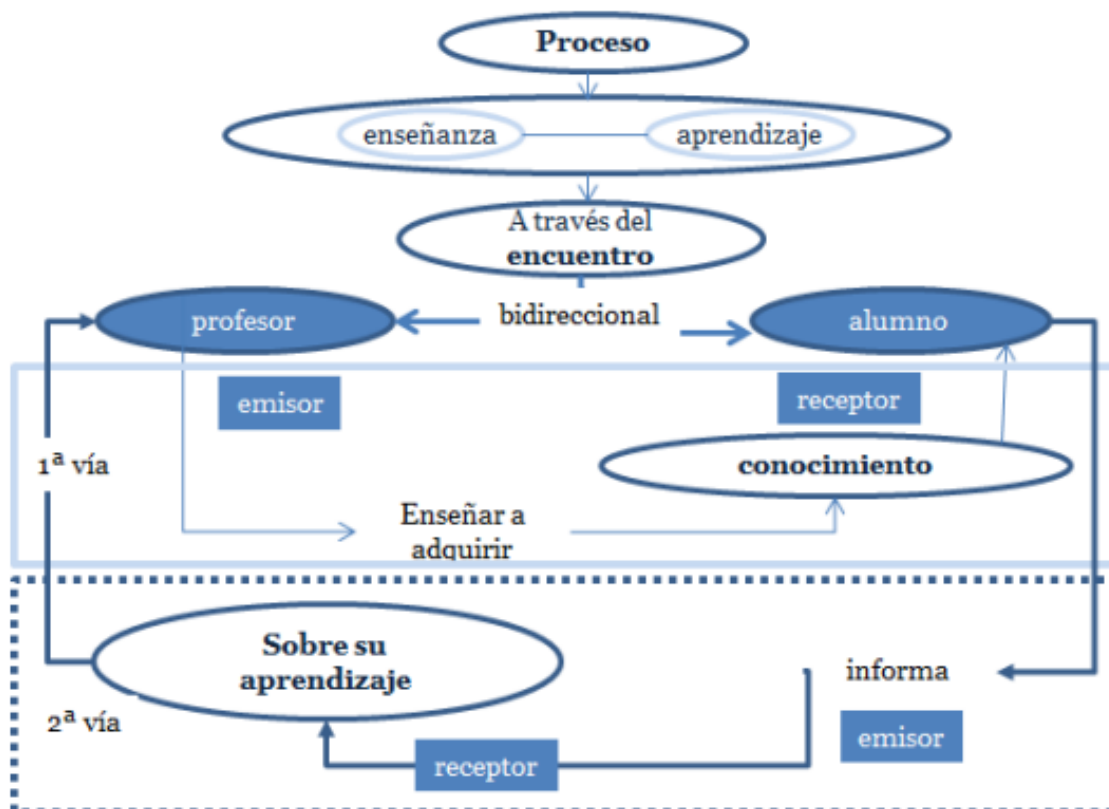 Proceso
enseñanza
aprendizaje
A través del
encuentro
bidireccional
profesor
alumno
emisor
receptor
1ª vía
conocimiento
Enseñar a
adquirir
Sobre su
aprendizaje
informa
2ª vía
emisor
receptor